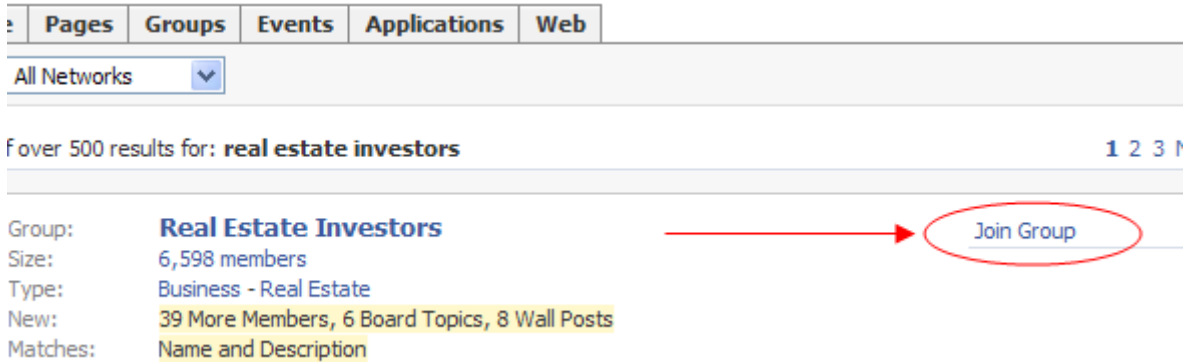 Pages Groups Events Applications Web
All Networks
over 500 results for: real estate investors 1 2 3
Group: Real Estate Investors Join Group
Size: 6,598 members
Type: Business - Real Estate
New: 39 More Members, 6 Board Topics, 8 Wall Posts
Matches: Name and Description